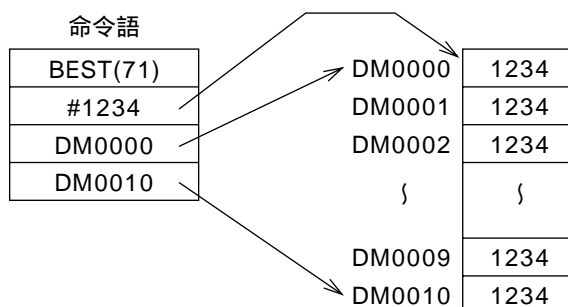 命令語
BEST(71)
#1234
DM0000
DM0010
DM0000 1234
DM0001 1234
DM0002 1234
〜 〜
DM0009 1234
DM0010 1234